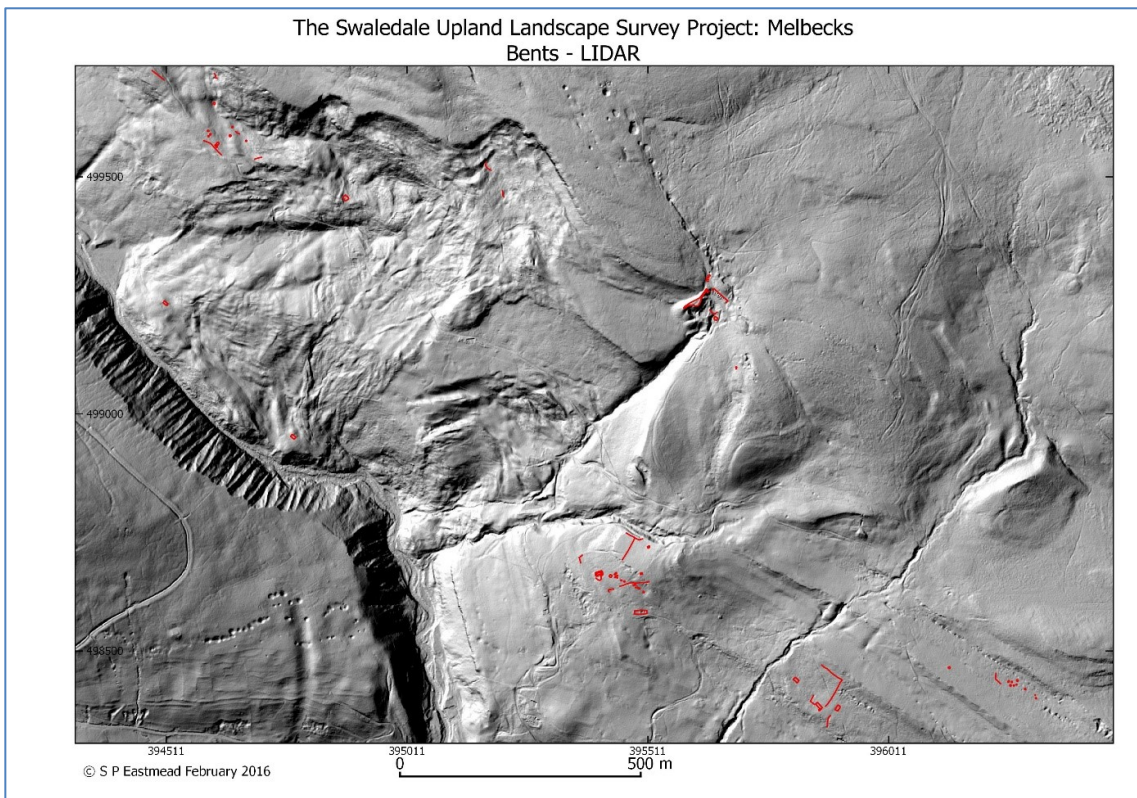 The Swaledale Upland Landscape Survey Project: Melbecks
Bents - LIDAR
499500
499000
498500
394511 395011 395511 396011
© S P Eastmead February 2016
0 500 m